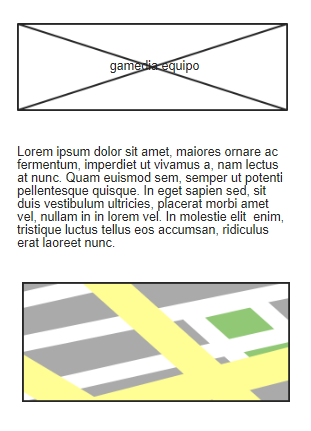 gamedia equipo
Lorem ipsum dolor sit amet, maiores ornare ac
fermentum, imperdiet ut vivamus a, nam lectus
at nunc. Quam euismod sem, semper ut potenti
pellentesque quisque. In eget sapien sed, sit
duis vestibulum ultricies, placerat morbi amet
vel, nullam in in lorem vel. In molestie elit  enim,
tristique luctus tellus eos accumsan, ridiculus
erat laoreet nunc.